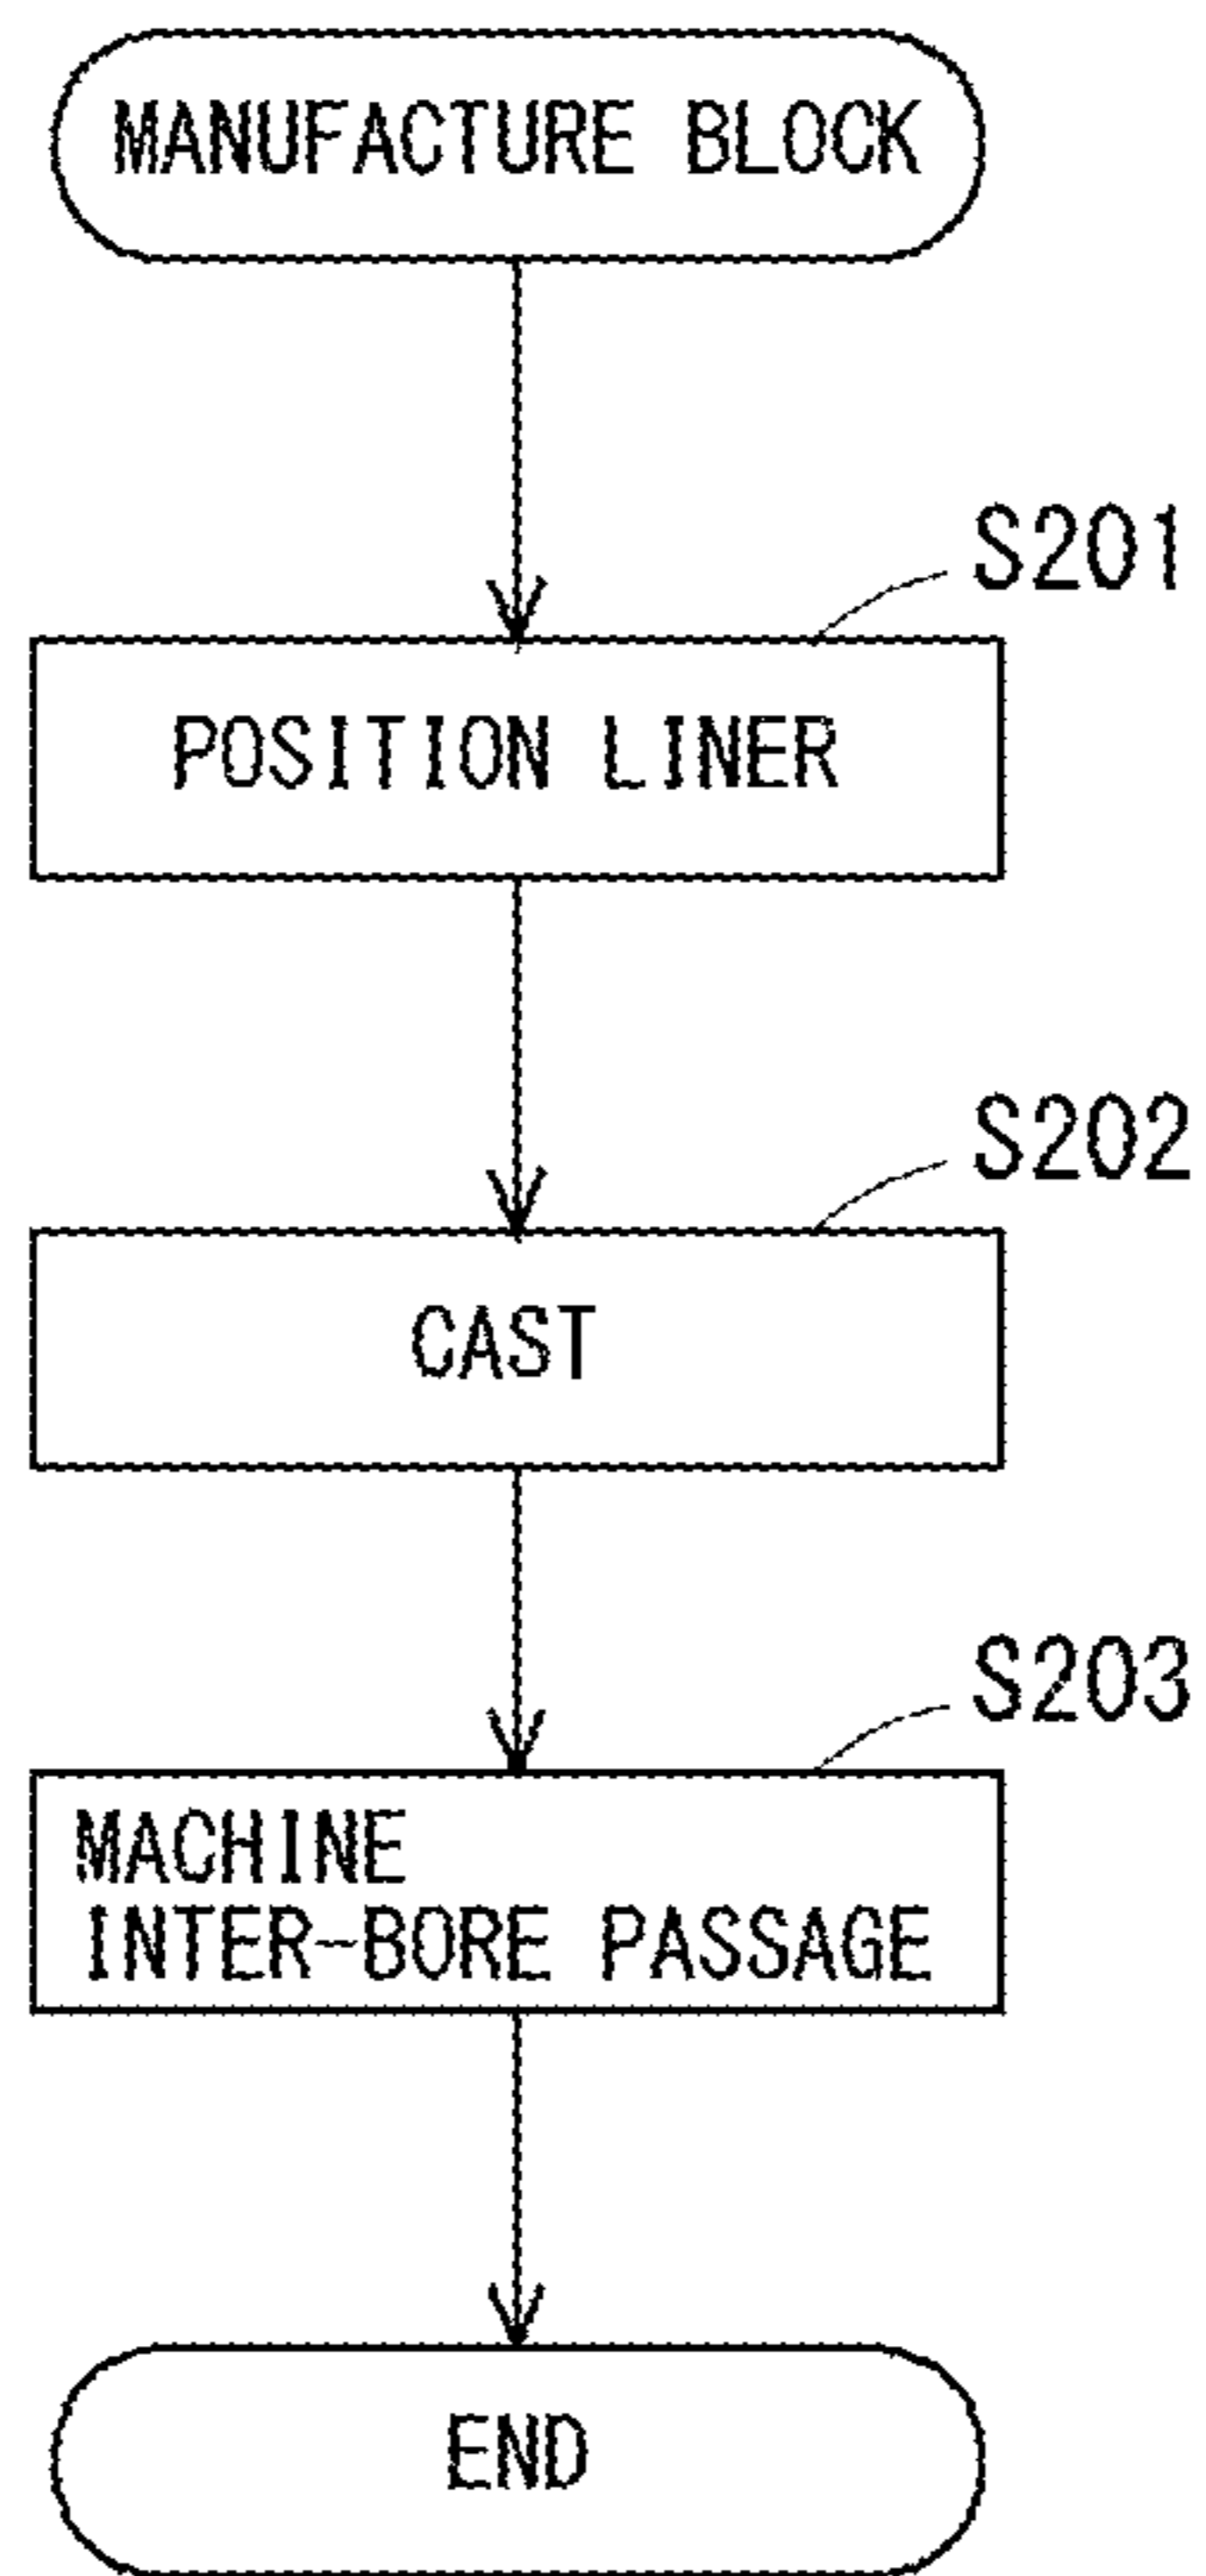 MANUFACTURE BLOCK
S201
POSITION LINER
S202
CAST
S203
MACHINE
INTER-BORE PASSAGE
END